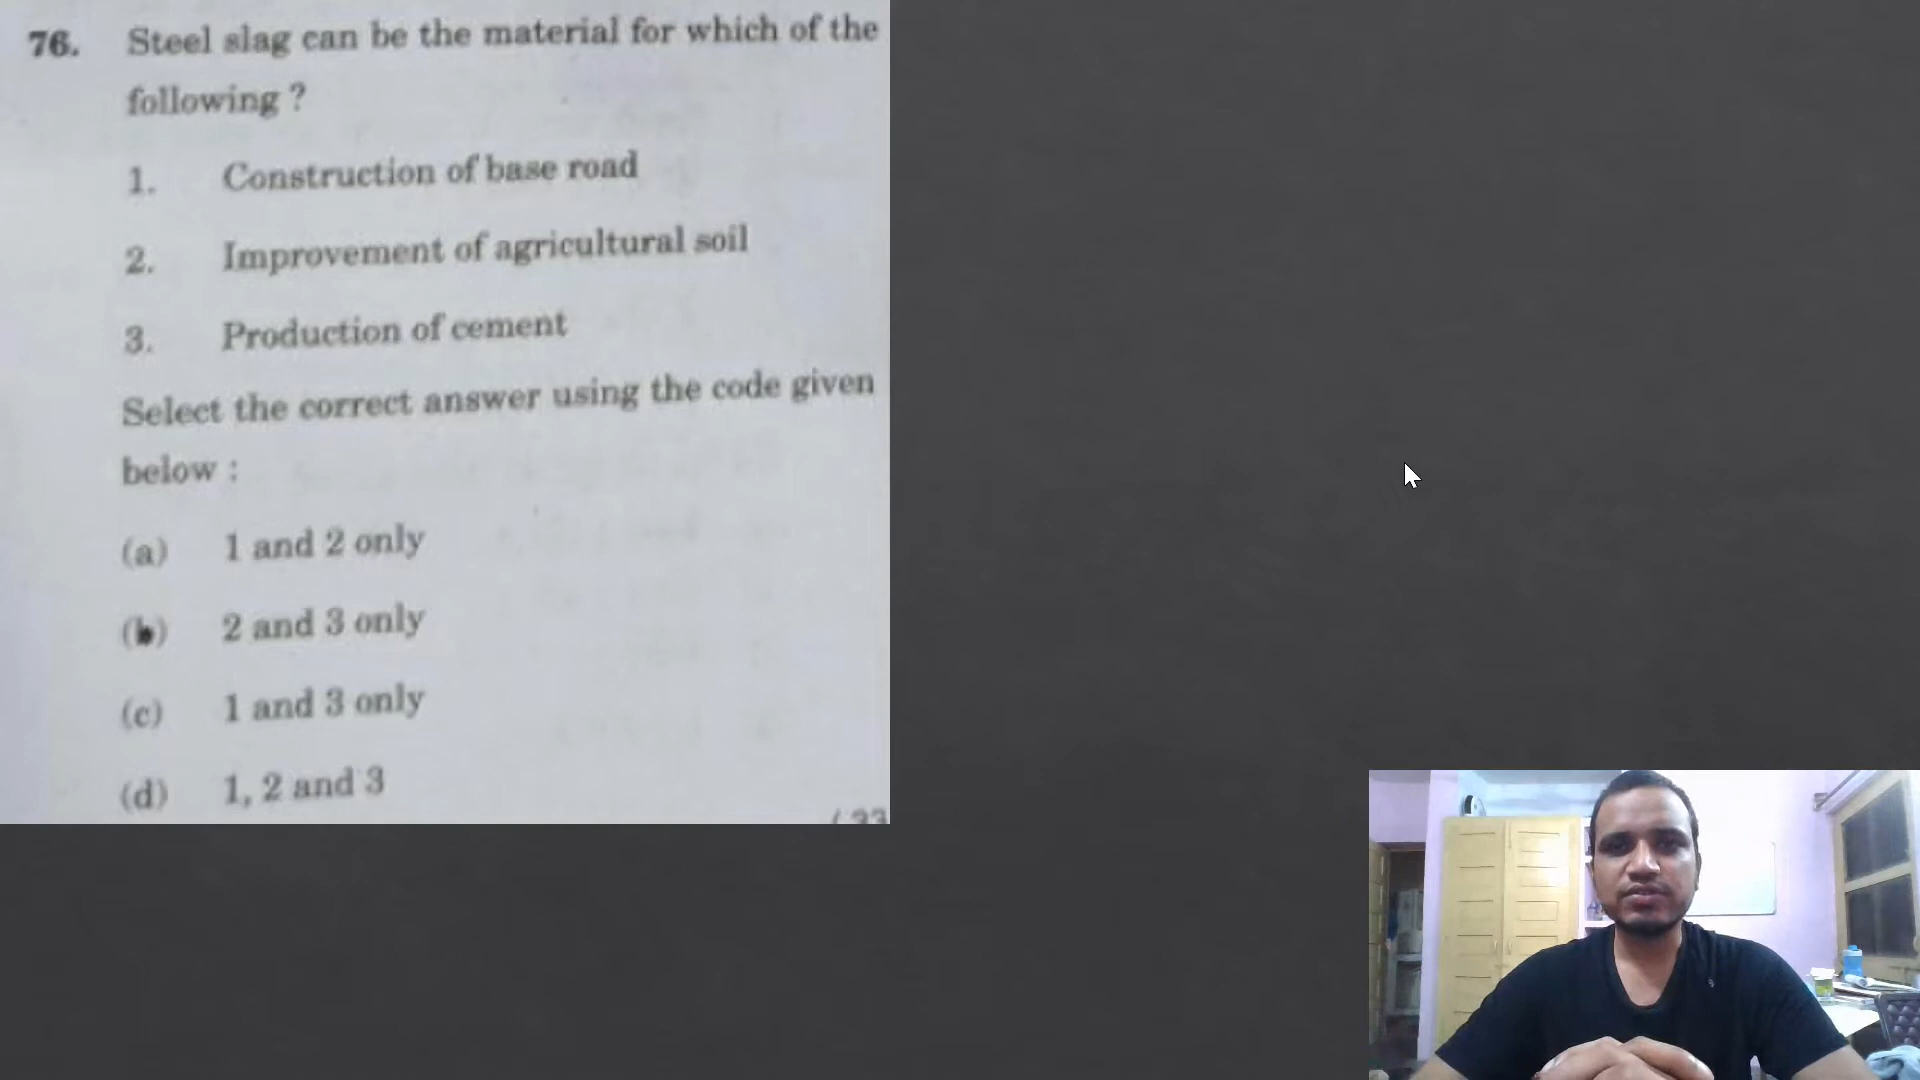 76. Steel slag can be the material for which of the
following ?
1. Construction of base road
2. Improvement of agricultural soil
3. Production of cement
Select the correct answer using the code given
below :
(a) 1 and 2 only
(b) 2 and 3 only
(c) 1 and 3 only
(d) 1, 2 and 3